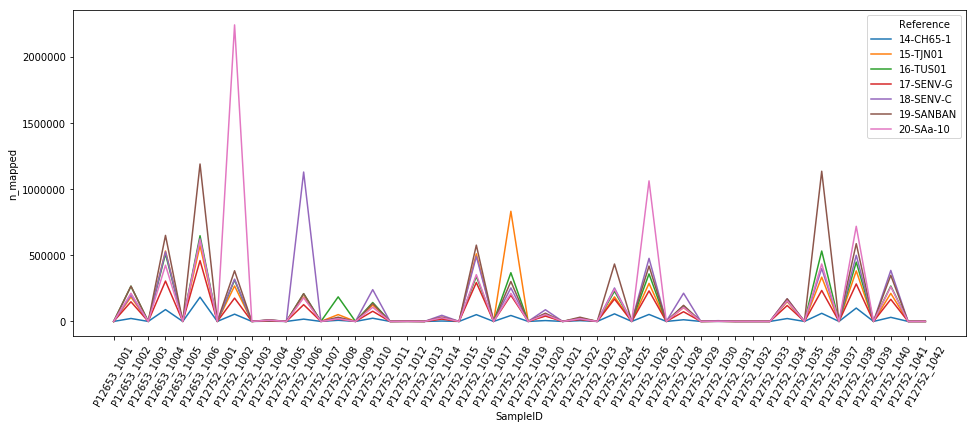 Reference
14-CH65-1
15-TJN01
16-TUS01
17-SENV-G
18-SENV-C
19-SANBAN
20-SAa-10
n_mapped
2000000
1500000
1000000
500000
0
P12653_1001
P12653_1002
P12653_1003
P12653_1004
P12653_1005
P12653_1006
P12752_1001
P12752_1002
P12752_1003
P12752_1004
P12752_1005
P12752_1006
P12752_1007
P12752_1008
P12752_1009
P12752_1010
P12752_1011
P12752_1012
P12752_1013
P12752_1014
P12752_1015
P12752_1016
P12752_1017
P12752_1018
P12752_1019
P12752_1020
P12752_1021
P12752_1022
P12752_1023
P12752_1024
P12752_1025
P12752_1026
P12752_1027
P12752_1028
P12752_1029
P12752_1030
P12752_1031
P12752_1032
P12752_1033
P12752_1034
P12752_1035
P12752_1036
P12752_1037
P12752_1038
P12752_1039
P12752_1040
P12752_1041
P12752_1042
SampleID